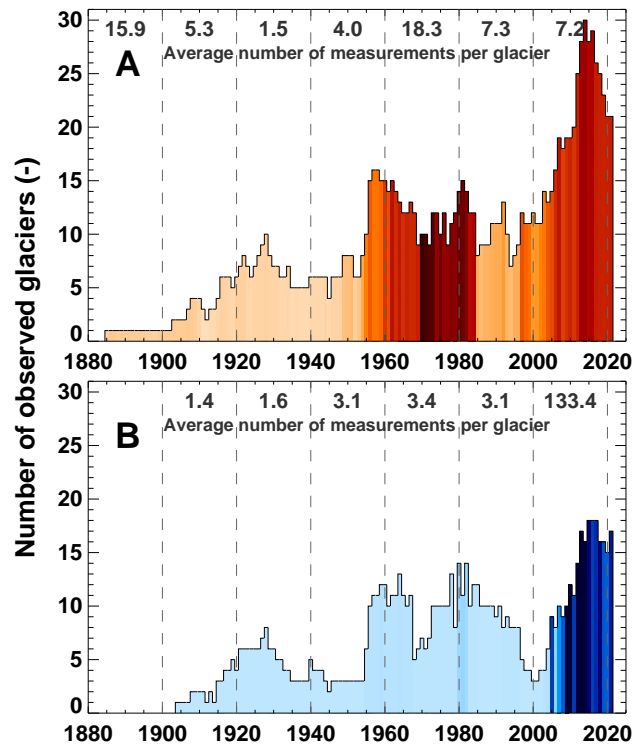 Number of observed glaciers (-)
30
25
20
15
10
5
0
15.9 5.3 1.5 4.0 18.3 7.3 7.2
Average number of measurements per glacier
A
1880 1900 1920 1940 1960 1980 2000 2020
30
25
20
15
10
5
0
1.4 1.6 3.1 3.4 3.1 133.4
Average number of measurements per glacier
B
1880 1900 1920 1940 1960 1980 2000 2020